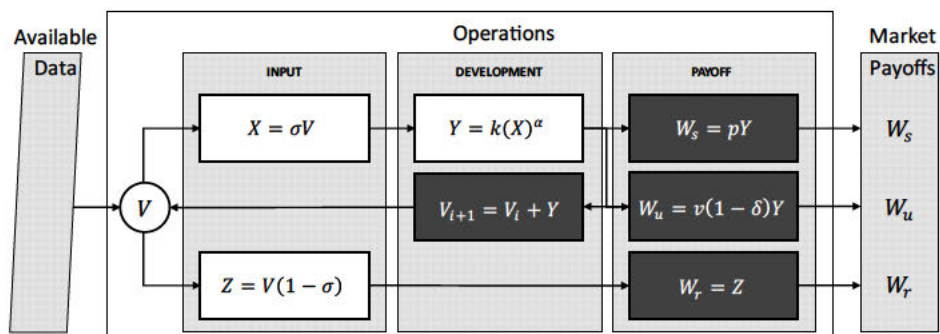 Available
Data
Operations
Market
Payoffs
INPUT
DEVELOPMENT
PAYOFF
X = σV
Y = k(X)^α
W_s = pY
W_s
V
V_{i+1} = V_i + Y
W_u = v(1 − δ)Y
W_u
Z = V(1 − σ)
W_r = Z
W_r